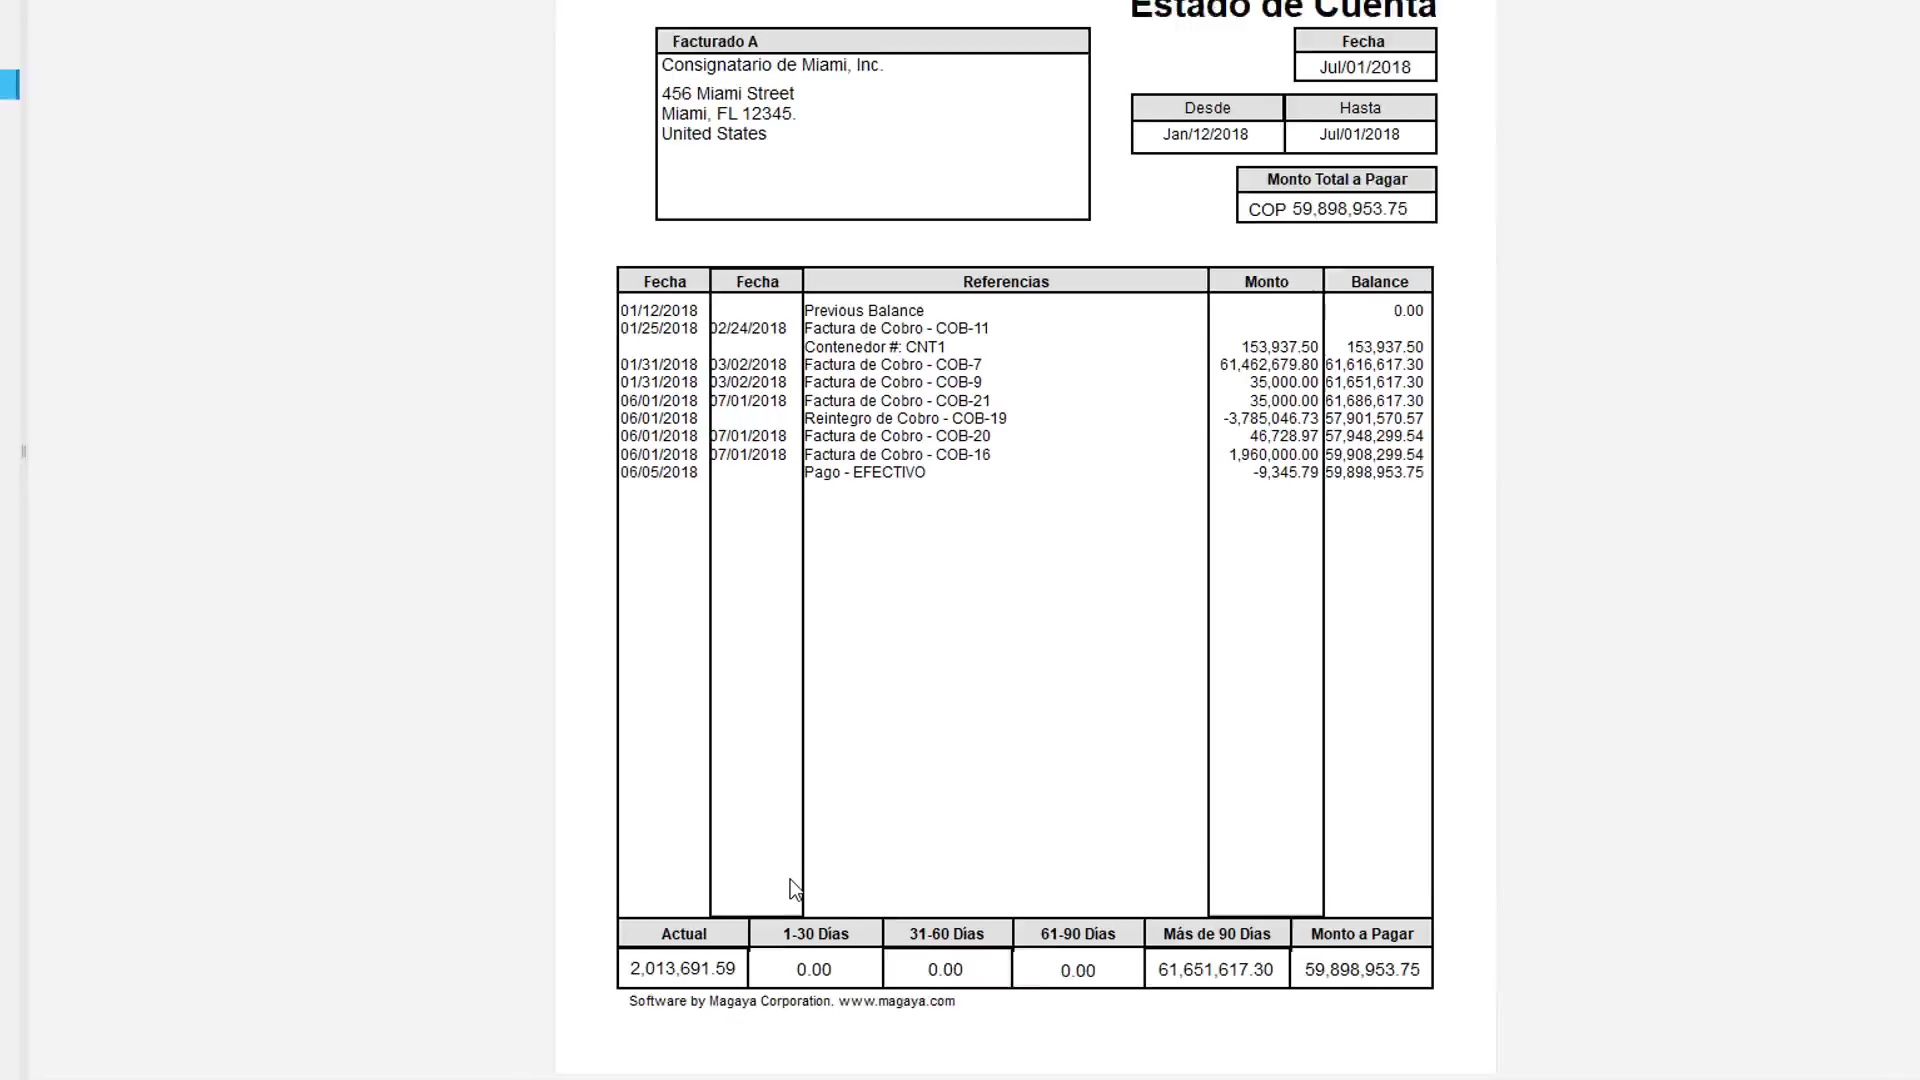 Estado de Cuenta
Facturado A
Consignatario de Miami, Inc.
456 Miami Street
Miami, FL 12345.
United States
Fecha
Jul/01/2018
Desde Hasta
Jan/12/2018 Jul/01/2018
Monto Total a Pagar
COP 59,898,953.75
Fecha Fecha Referencias Monto Balance
01/12/2018 Previous Balance 0.00
01/25/2018 02/24/2018 Factura de Cobro - COB-11
Contenedor #: CNT1 153,937.50 153,937.50
01/31/2018 03/02/2018 Factura de Cobro - COB-7 61,462,679.80 61,616,617.30
01/31/2018 03/02/2018 Factura de Cobro - COB-9 35,000.00 61,651,617.30
06/01/2018 07/01/2018 Factura de Cobro - COB-21 35,000.00 61,686,617.30
06/01/2018 Reintegro de Cobro - COB-19 -3,785,046.73 57,901,570.57
06/01/2018 07/01/2018 Factura de Cobro - COB-20 46,728.97 57,948,299.54
06/01/2018 07/01/2018 Factura de Cobro - COB-16 1,960,000.00 59,908,299.54
06/05/2018 Pago - EFECTIVO -9,345.79 59,898,953.75
Actual 1-30 Días 31-60 Días 61-90 Días Más de 90 Días Monto a Pagar
2,013,691.59 0.00 0.00 0.00 61,651,617.30 59,898,953.75
Software by Magaya Corporation. www.magaya.com